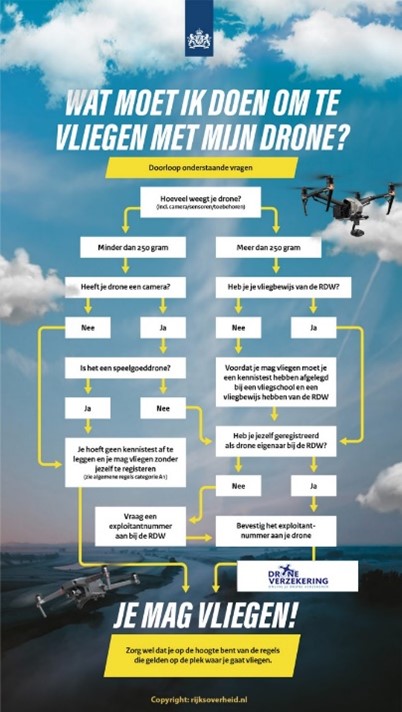 WAT MOET IK DOEN OM TE
VLIEGEN MET MIJN DRONE?
Doorloop onderstaande vragen
Hoeveel weegt je drone?
(incl. camera/sensoren/toebehoren)
Minder dan 250 gram
Meer dan 250 gram
Heeft je drone een camera?
Heb je je vliegbewijs van de RDW?
Nee
Ja
Nee
Ja
Is het een speelgoeddrone?
Voordat je mag vliegen moet je
een kennistest hebben afgelegd
bij een vliegschool en een
vliegbewijs hebben van de RDW
Ja
Nee
Je hoeft geen kennistest af te
leggen en je mag vliegen zonder
jezelf te registeren
(zie algemene regels categorie A1)
Heb je jezelf geregistreerd
als drone eigenaar bij de RDW?
Nee
Ja
Vraag een
exploitantnummer
aan bij de RDW
Bevestig het exploitant-
nummer aan je drone
DRONE
VERZEKERING
JE MAG VLIEGEN!
Zorg wel dat je op de hoogte bent van de regels
die gelden op de plek waar je gaat vliegen.
Copyright: rijksoverheid.nl